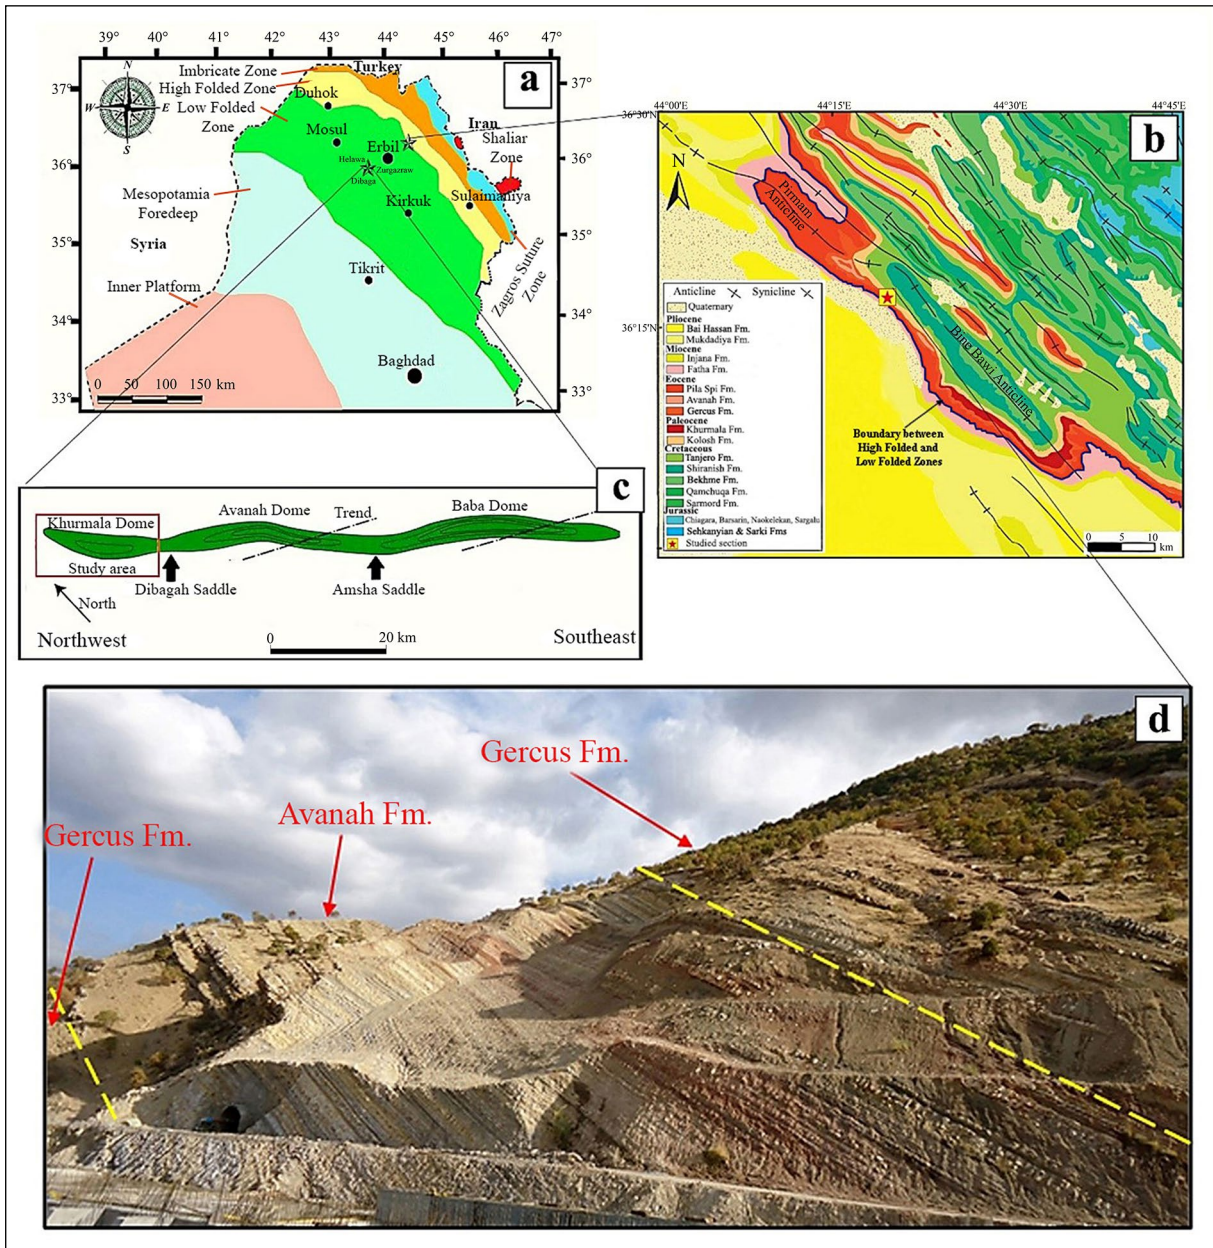 39° 40° 41° 42° 43° 44° 45° 46° 47°
a
N
W E
S
37°
36°
35°
34°
33°
37°
36°
35°
34°
33°
Imbricate Zone
Turkey
High Folded Zone
Duhok
Low Folded
Zone
Mosul
Iran
Erbil
Shaliar
Zone
Helawa
Zurgazraw
Dibaga
Mesopotamia
Foredeep
Kirkuk
Sulaimaniya
Syria
Zagros Suture
Zone
Tikrit
Inner Platform
Baghdad
0 50 100 150 km
44°00'E 44°15'E 44°30'E 44°45'E
36°30'N
36°15'N
b
N
Pirmam
Anticline
Bine Bawi Anticline
Boundary between
High Folded and
Low Folded Zones
Anticline Synicline
Quaternary
Pliocene
Bai Hassan Fm.
Mukdadiya Fm.
Miocene
Injana Fm.
Fatha Fm.
Eocene
Pila Spi Fm.
Avanah Fm.
Gercus Fm.
Paleocene
Khurmala Fm.
Kolosh Fm.
Cretaceous
Tanjero Fm.
Shiranish Fm.
Bekhme Fm.
Qamchuqa Fm.
Sarmord Fm.
Jurassic
Chiagara, Barsarin, Naokelekan, Sargalu
Sehkanyian & Sarki Fms
Studied section
0 5 10
km
c
Khurmala Dome
Avanah Dome
Trend
Baba Dome
Study area
Dibagah Saddle
Amsha Saddle
North
Northwest
0 20 km
Southeast
d
Gercus Fm.
Avanah Fm.
Gercus Fm.